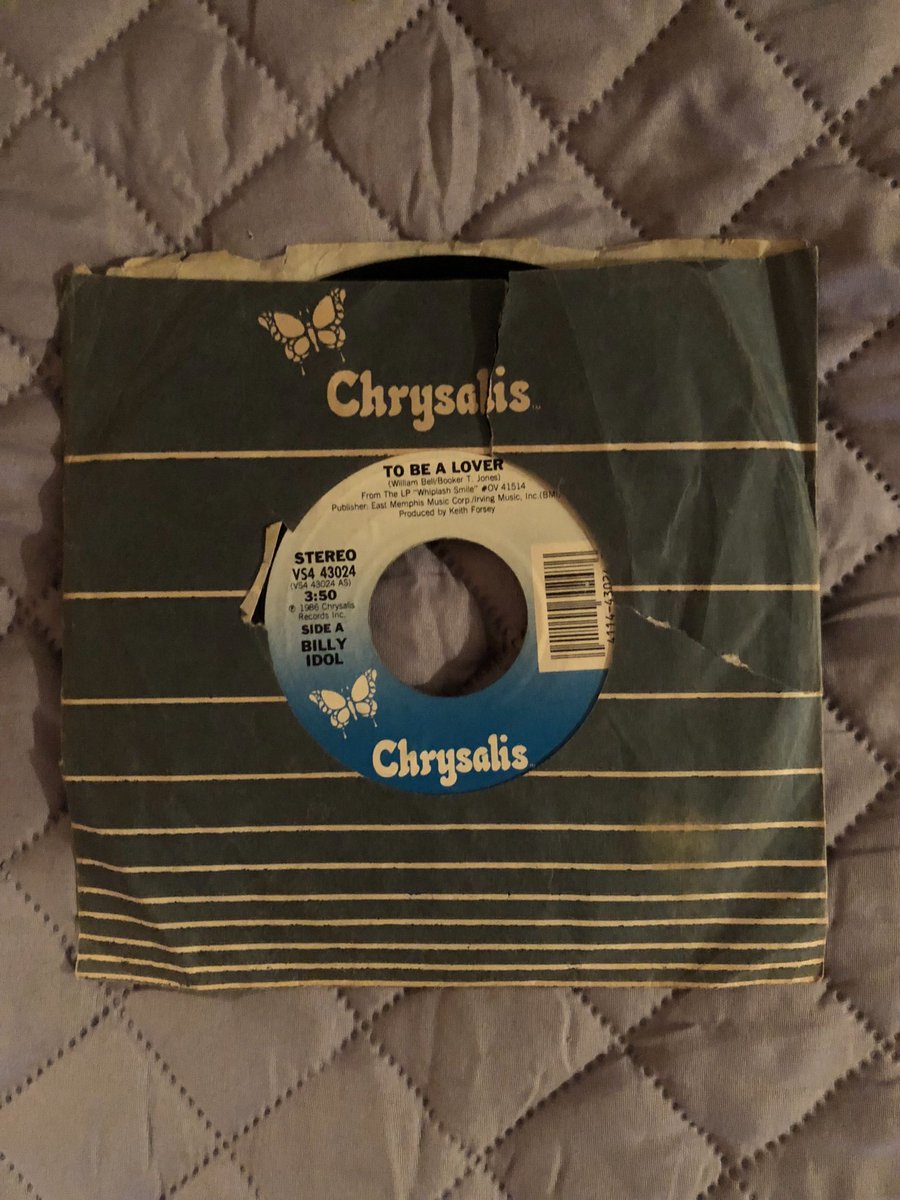 Chrysalis™
TO BE A LOVER
(William Bell/Booker T. Jones)
From The LP "Whiplash Smile" #OV 41514
Publisher: East Memphis Music Corp./Irving Music, Inc.(BMI)
Produced by Keith Forsey
STEREO
VS4 43024
(VS4 43024 AS)
3:50
℗ 1986 Chrysalis
Records Inc.
SIDE A
BILLY
IDOL
Chrysalis™